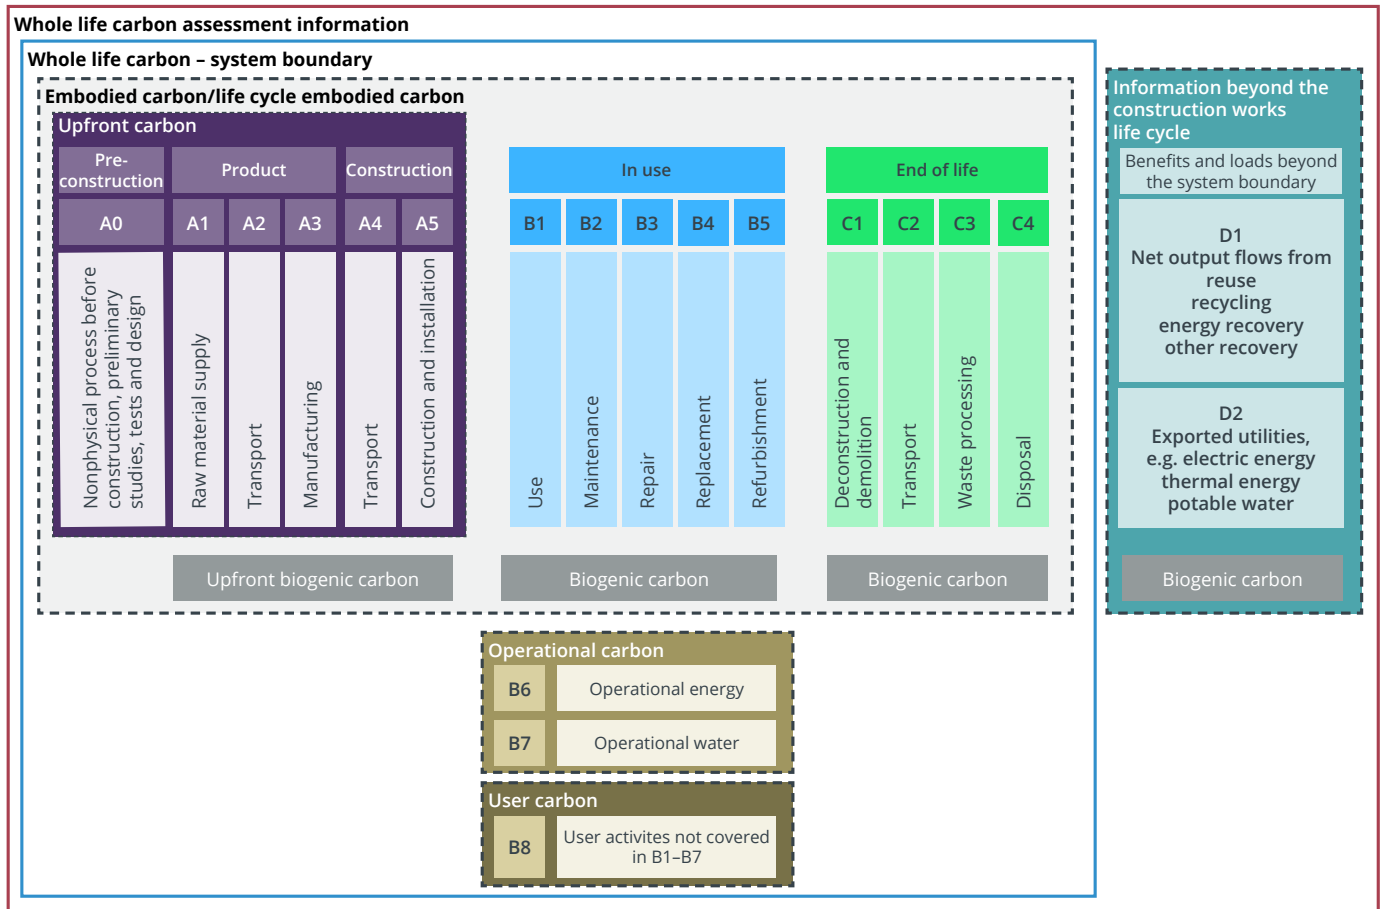 Whole life carbon assessment information
Whole life carbon – system boundary
Embodied carbon/life cycle embodied carbon
Upfront carbon
Pre-
construction
Product
Construction
A0
A1
A2
A3
A4
A5
Nonphysical process before
construction, preliminary
studies, tests and design
Raw material supply
Transport
Manufacturing
Transport
Construction and installation
Upfront biogenic carbon
In use
B1
B2
B3
B4
B5
Use
Maintenance
Repair
Replacement
Refurbishment
Biogenic carbon
End of life
C1
C2
C3
C4
Deconstruction and
demolition
Transport
Waste processing
Disposal
Biogenic carbon
Operational carbon
B6
Operational energy
B7
Operational water
User carbon
B8
User activites not covered
in B1–B7
Information beyond the
construction works
life cycle
Benefits and loads beyond
the system boundary
D1
Net output flows from
reuse
recycling
energy recovery
other recovery
D2
Exported utilities,
e.g. electric energy
thermal energy
potable water
Biogenic carbon